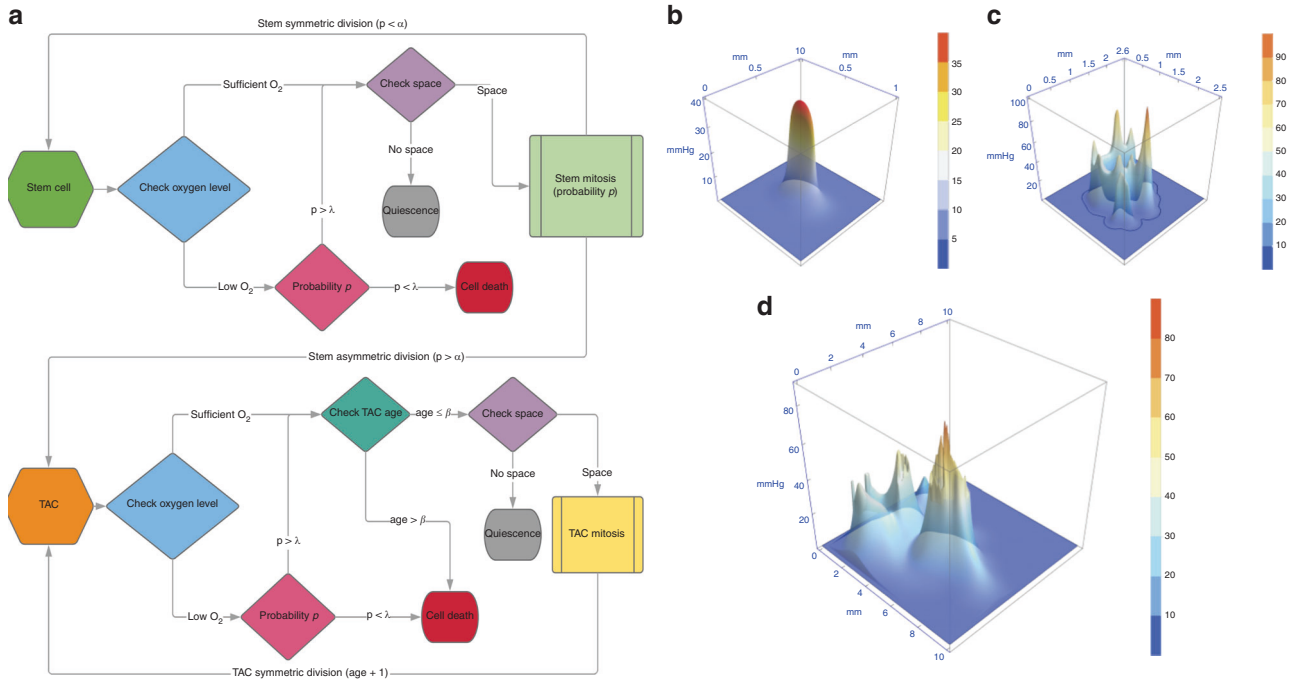 a
Stem symmetric division (p < α)
Sufficient O2
Check space
Space
No space
Stem cell
Check oxygen level
Quiescence
Stem mitosis
(probability p)
p > λ
Low O2
Probability p
p < λ
Cell death
Stem asymmetric division (p > α)
Sufficient O2
Check TAC age
age ≤ β
Check space
No space
Space
TAC
Check oxygen level
age > β
Quiescence
TAC mitosis
p > λ
Low O2
Probability p
p < λ
Cell death
TAC symmetric division (age + 1)
b
mm
10
mm
0.5
0.5
0
1
40
30
mmHg
20
10
35
30
25
20
15
10
5
c
mm
2.6
mm
2
1.5
1
0.5
0
0.5
1
1.5
2
2.5
100
80
mmHg
60
40
20
90
80
70
60
50
40
30
20
10
d
10
mm
8
6
4
2
0
80
60
mmHg
40
20
0
2
4
mm
6
8
10
80
70
60
50
40
30
20
10